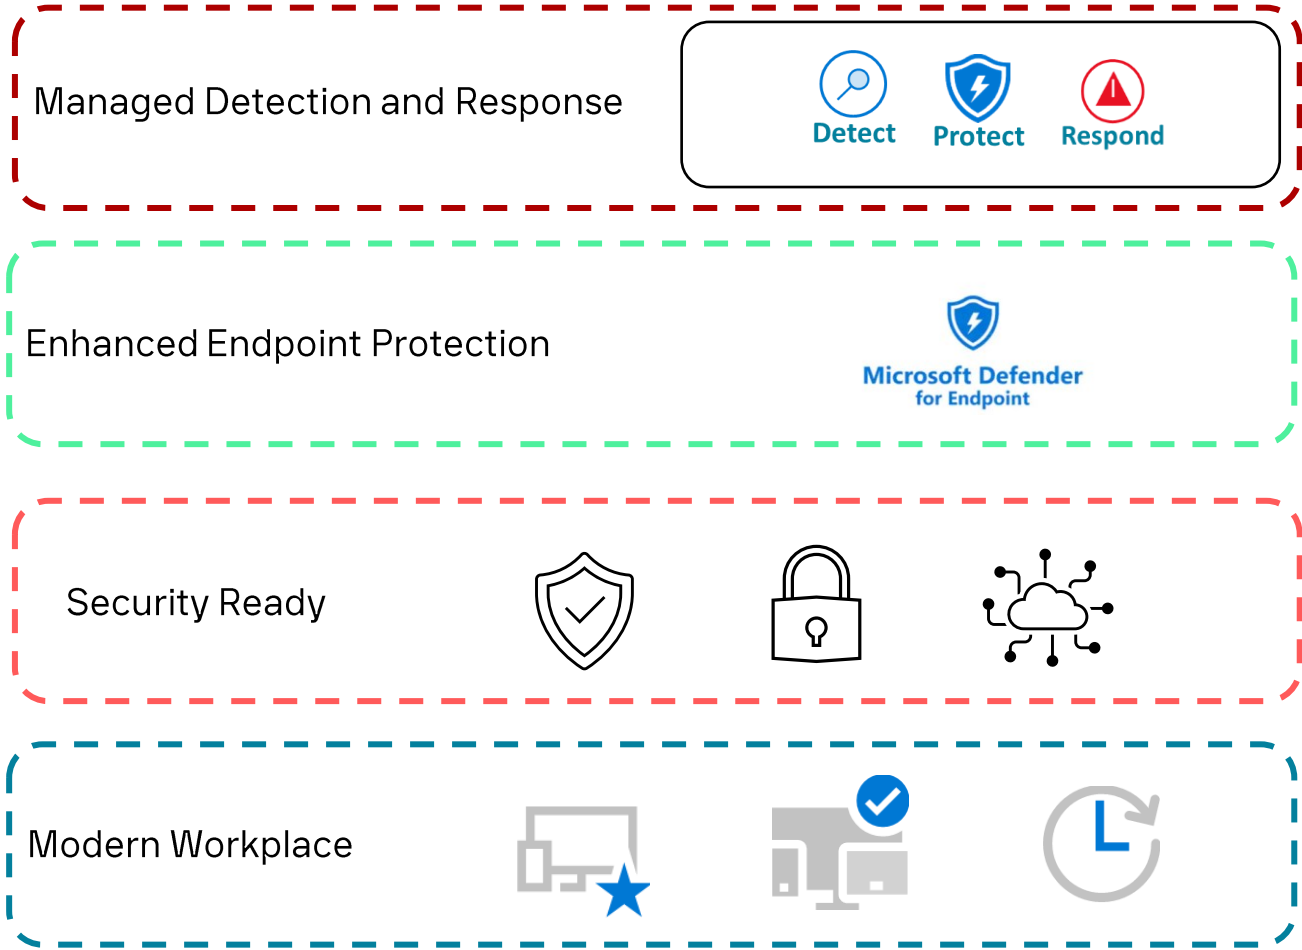 Managed Detection and Response
Detect
Protect
Respond
Enhanced Endpoint Protection
Microsoft Defender
for Endpoint
Security Ready
Modern Workplace